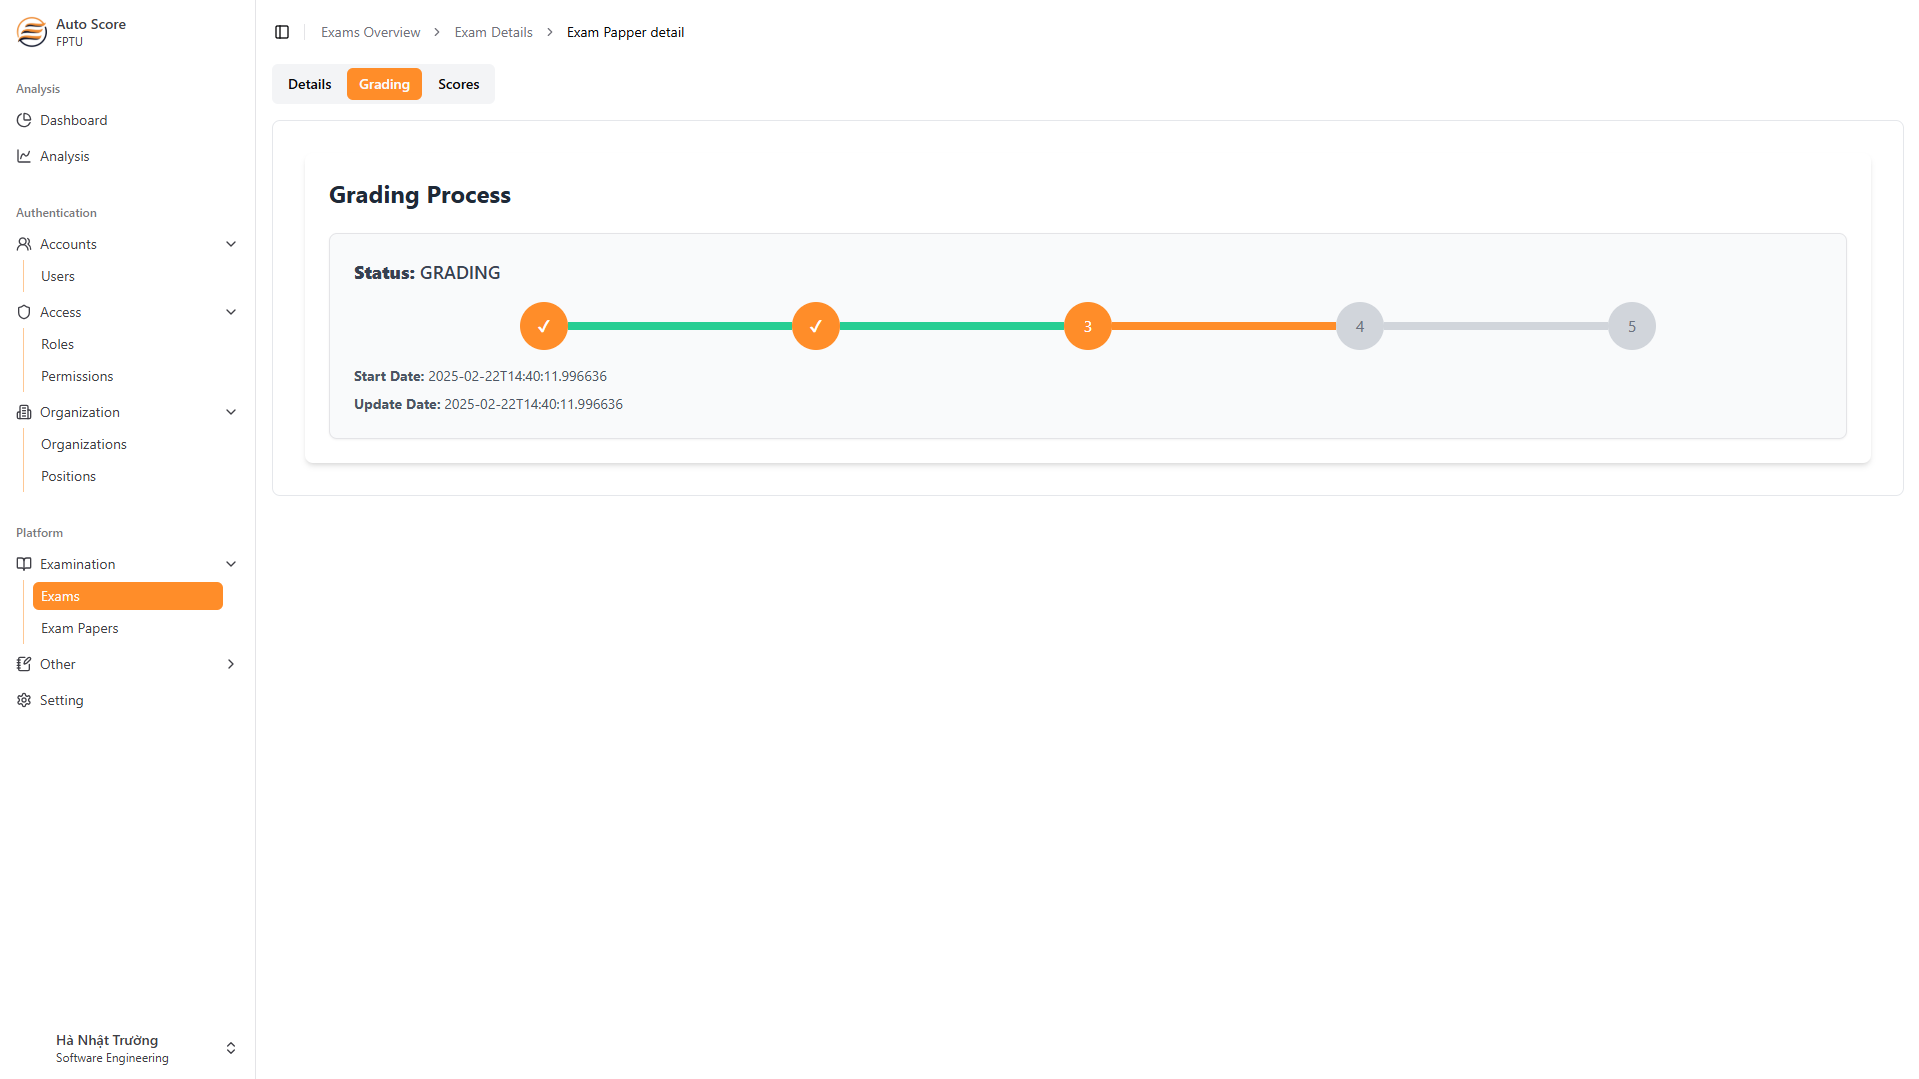 Auto Score
FPTU
Analysis
Dashboard
Analysis
Authentication
Accounts
Users
Access
Roles
Permissions
Organization
Organizations
Positions
Platform
Examination
Exams
Exam Papers
Other
Setting
Hà Nhật Trường
Software Engineering
Exams Overview > Exam Details > Exam Papper detail
Details Grading Scores
Grading Process
Status: GRADING
✓ ✓ 3 4 5
Start Date: 2025-02-22T14:40:11.996636
Update Date: 2025-02-22T14:40:11.996636